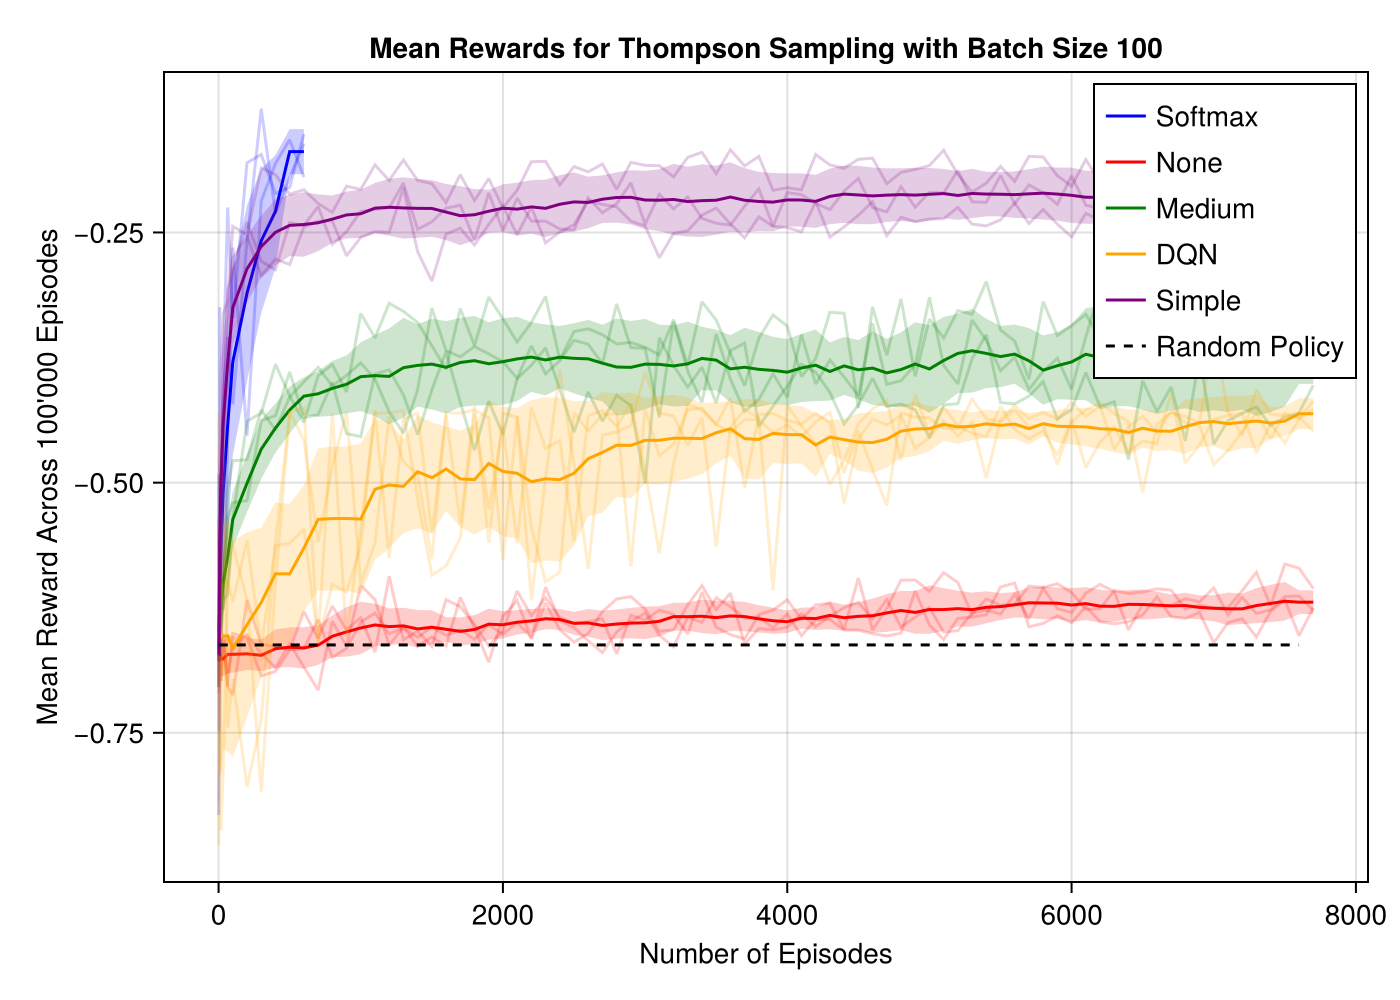 Mean Rewards for Thompson Sampling with Batch Size 100
Softmax
None
Medium
DQN
Simple
Random Policy
Mean Reward Across 100'000 Episodes
−0.25
−0.50
−0.75
0
2000
4000
6000
8000
Number of Episodes